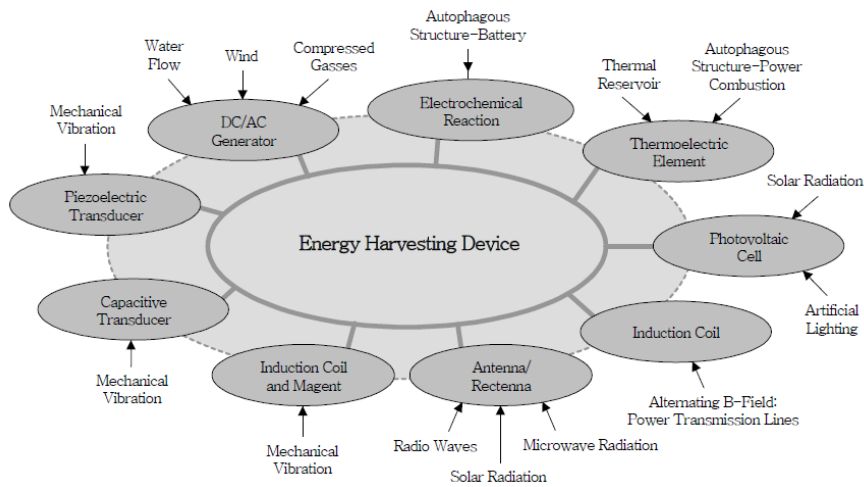 Autophagous
Structure-Battery
Water
Flow
Wind
Compressed
Gasses
Thermal
Reservoir
Autophagous
Structure-Power
Combustion
Mechanical
Vibration
DC/AC
Generator
Electrochemical
Reaction
Thermoelectric
Element
Solar Radiation
Piezoelectric
Transducer
Energy Harvesting Device
Photovoltaic
Cell
Capacitive
Transducer
Induction Coil
Artificial
Lighting
Mechanical
Vibration
Induction Coil
and Magent
Antenna/
Rectenna
Alternating B-Field:
Power Transmission Lines
Mechanical
Vibration
Radio Waves
Solar Radiation
Microwave Radiation